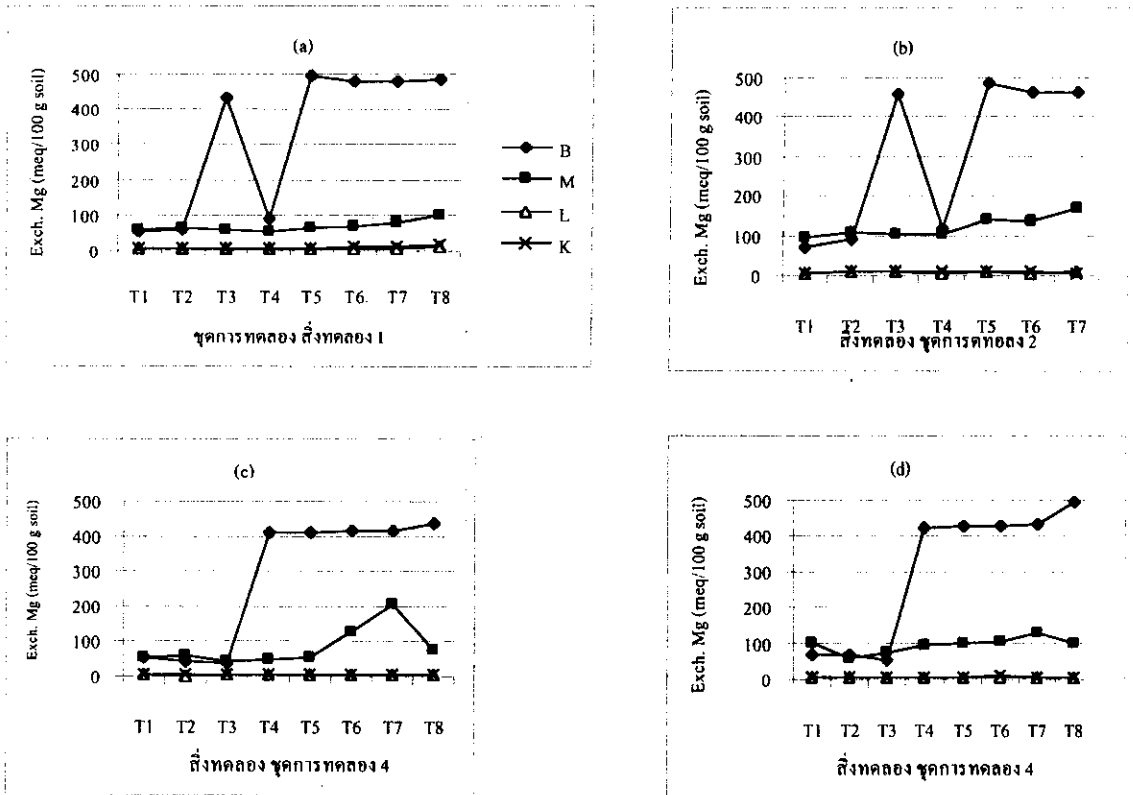 (a)
Exch. Mg (meq/100 g soil)
500
400
300
200
100
0
T1 T2 T3 T4 T5 T6. T7 T8
ชุดการทดลอง สิ่งทดลอง 1
B
M
L
K
(b)
Exch. Mg (meq/100 g soil)
500
400
300
200
100
0
T1 T2 T3 T4 T5 T6 T7
สิ่งทดลอง ชุดการดทอลง 2
(c)
Exch. Mg (meq/100 g soil)
500
400
300
200
100
0
T1 T2 T3 T4 T5 T6 T7 T8
สิ่งทดลอง ชุดการทดลอง 4
(d)
Exch. Mg (meq/100 g soil)
500
400
300
200
100
0
T1 T2 T3 T4 T5 T6 T7 T8
สิ่งทดลอง ชุดการทดลอง 4